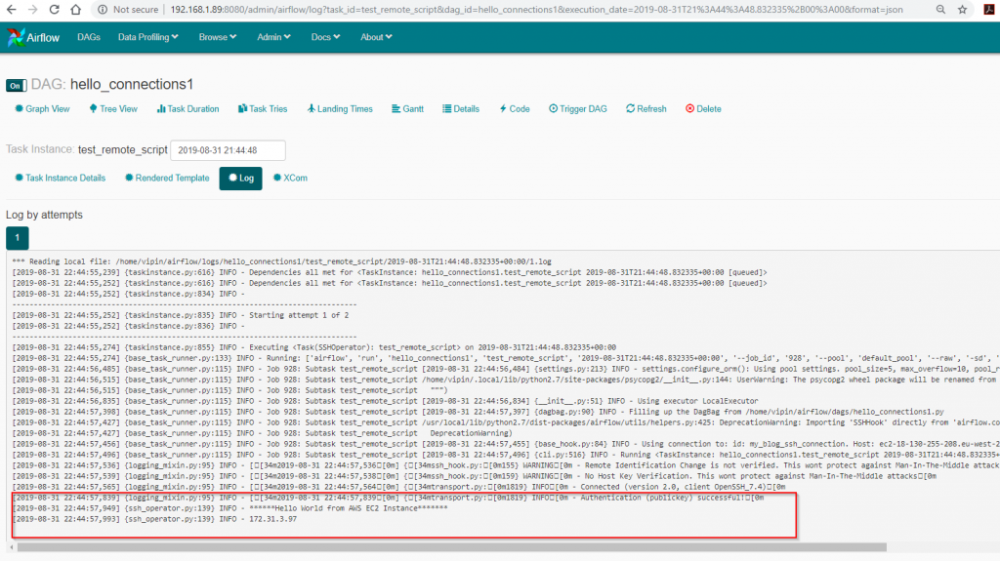 Not secure | 192.168.1.89:8080/admin/airflow/log?task_id=test_remote_script&dag_id=hello_connections1&execution_date=2019-08-31T21%3A44%3A48.832335%2B00%3A00&format=json
Airflow DAGs Data Profiling Browse Admin Docs About
On DAG: hello_connections1
Graph View Tree View Task Duration Task Tries Landing Times Gantt Details Code Trigger DAG Refresh Delete
Task Instance: test_remote_script 2019-08-31 21:44:48
Task Instance Details Rendered Template Log XCom
Log by attempts
1
*** Reading local file: /home/vipin/airflow/logs/hello_connections1/test_remote_script/2019-08-31T21:44:48.832335+00:00/1.log
[2019-08-31 22:44:55,239] {taskinstance.py:616} INFO - Dependencies all met for <TaskInstance: hello_connections1.test_remote_script 2019-08-31T21:44:48.832335+00:00 [queued]>
[2019-08-31 22:44:55,252] {taskinstance.py:616} INFO - Dependencies all met for <TaskInstance: hello_connections1.test_remote_script 2019-08-31T21:44:48.832335+00:00 [queued]>
[2019-08-31 22:44:55,252] {taskinstance.py:834} INFO -
--------------------------------------------------------------------------------
[2019-08-31 22:44:55,252] {taskinstance.py:835} INFO - Starting attempt 1 of 2
[2019-08-31 22:44:55,252] {taskinstance.py:836} INFO -
--------------------------------------------------------------------------------
[2019-08-31 22:44:55,274] {taskinstance.py:855} INFO - Executing <Task(SSHOperator): test_remote_script> on 2019-08-31T21:44:48.832335+00:00
[2019-08-31 22:44:55,274] {base_task_runner.py:133} INFO - Running: ['airflow', 'run', 'hello_connections1', 'test_remote_script', '2019-08-31T21:44:48.832335+00:00', '--job_id', '928', '--pool', 'default_pool', '--raw', '-sd', '
[2019-08-31 22:44:56,485] {base_task_runner.py:115} INFO - Job 928: Subtask test_remote_script [2019-08-31 22:44:56,484] {settings.py:213} INFO - settings.configure_orm(): Using pool settings. pool_size=5, max_overflow=10, pool_r
[2019-08-31 22:44:56,515] {base_task_runner.py:115} INFO - Job 928: Subtask test_remote_script /home/vipin/.local/lib/python2.7/site-packages/psycopg2/__init__.py:144: UserWarning: The psycopg2 wheel package will be renamed from
[2019-08-31 22:44:56,515] {base_task_runner.py:115} INFO - Job 928: Subtask test_remote_script """)
[2019-08-31 22:44:56,835] {base_task_runner.py:115} INFO - Job 928: Subtask test_remote_script [2019-08-31 22:44:56,834] {__init__.py:51} INFO - Using executor LocalExecutor
[2019-08-31 22:44:57,398] {base_task_runner.py:115} INFO - Job 928: Subtask test_remote_script [2019-08-31 22:44:57,397] {dagbag.py:90} INFO - Filling up the DagBag from /home/vipin/airflow/dags/hello_connections1.py
[2019-08-31 22:44:57,427] {base_task_runner.py:115} INFO - Job 928: Subtask test_remote_script /usr/local/lib/python2.7/dist-packages/airflow/utils/helpers.py:425: DeprecationWarning: Importing 'SSHHook' directly from 'airflow.co
[2019-08-31 22:44:57,427] {base_task_runner.py:115} INFO - Job 928: Subtask test_remote_script DeprecationWarning)
[2019-08-31 22:44:57,456] {base_task_runner.py:115} INFO - Job 928: Subtask test_remote_script [2019-08-31 22:44:57,455] {base_hook.py:84} INFO - Using connection to: id: my_blog_ssh_connection. Host: ec2-18-130-255-208.eu-west-2
[2019-08-31 22:44:57,496] {base_task_runner.py:115} INFO - Job 928: Subtask test_remote_script [2019-08-31 22:44:57,496] {cli.py:516} INFO - Running <TaskInstance: hello_connections1.test_remote_script 2019-08-31T21:44:48.832335+
[2019-08-31 22:44:57,536] {logging_mixin.py:95} INFO - [[34m2019-08-31 22:44:57,536[0m] {[34mssh_hook.py:[0m155} WARNING[0m - Remote Identification Change is not verified. This wont protect against Man-In-The-Middle attack
[2019-08-31 22:44:57,539] {logging_mixin.py:95} INFO - [[34m2019-08-31 22:44:57,538[0m] {[34mssh_hook.py:[0m159} WARNING[0m - No Host Key Verification. This wont protect against Man-In-The-Middle attacks[0m
[2019-08-31 22:44:57,565] {logging_mixin.py:95} INFO - [[34m2019-08-31 22:44:57,564[0m] {[34mtransport.py:[0m1819} INFO[0m - Connected (version 2.0, client OpenSSH_7.4)[0m
[2019-08-31 22:44:57,839] {logging_mixin.py:95} INFO - [[34m2019-08-31 22:44:57,839[0m] {[34mtransport.py:[0m1819} INFO[0m - Authentication (publickey) successful![0m
[2019-08-31 22:44:57,949] {ssh_operator.py:139} INFO - ******Hello World from AWS EC2 Instance*******
[2019-08-31 22:44:57,993] {ssh_operator.py:139} INFO - 172.31.3.97